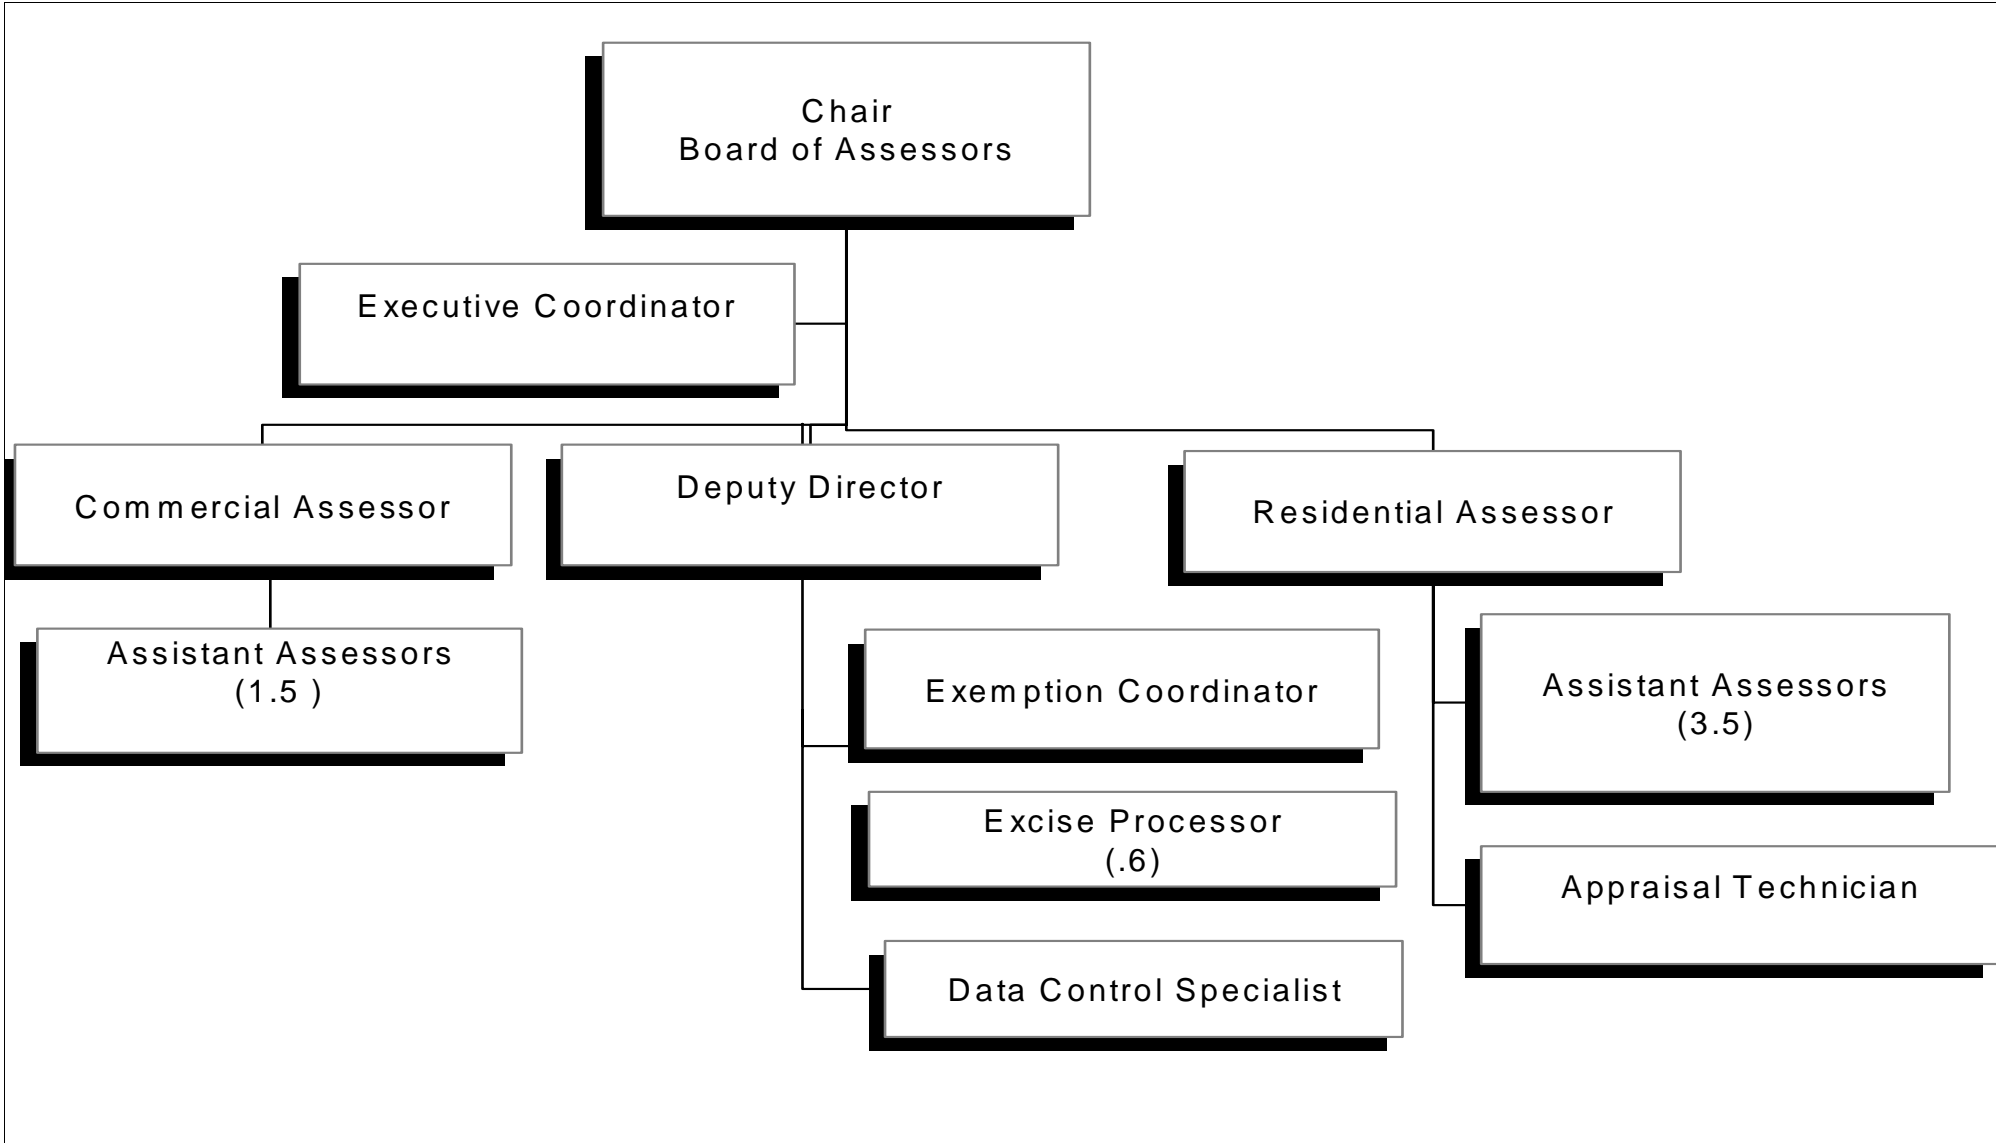 Chair
Board of Assessors
Executive Coordinator
Commercial Assessor
Deputy Director
Residential Assessor
Assistant Assessors
(1.5 )
Exemption Coordinator
Assistant Assessors
(3.5)
Excise Processor
(.6)
Appraisal Technician
Data Control Specialist